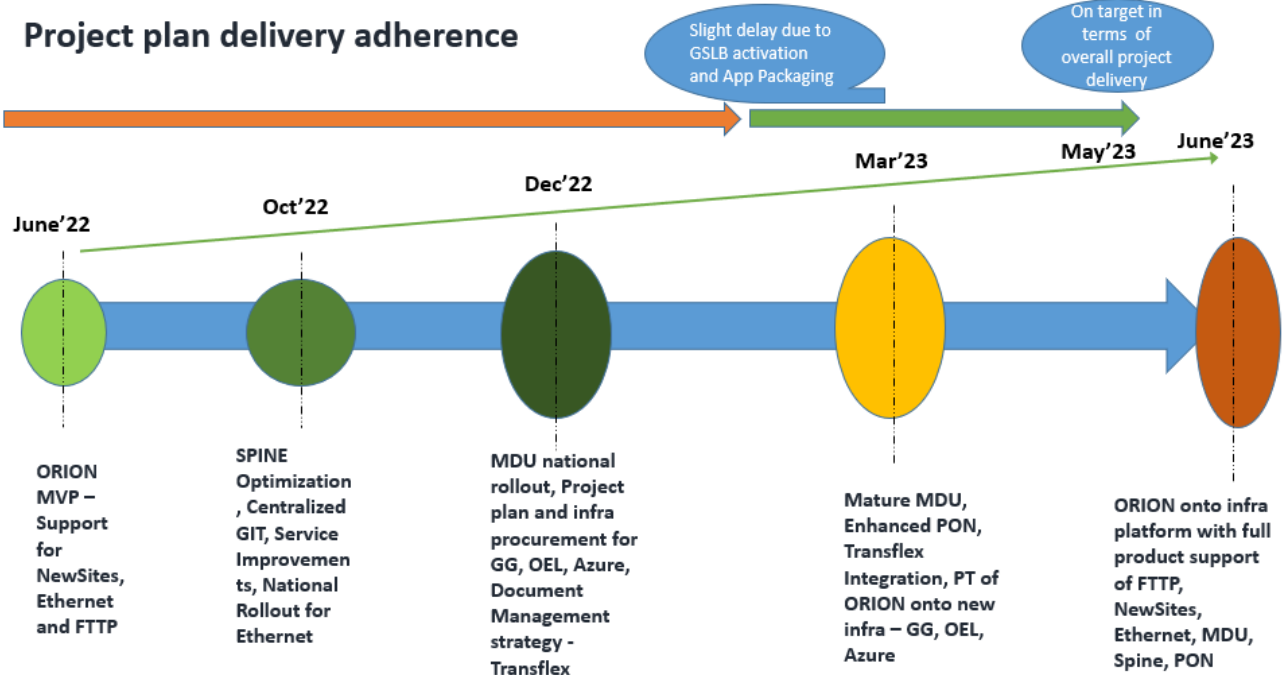 Project plan delivery adherence
Slight delay due to
GSLB activation
and App Packaging
On target in
terms of
overall project
delivery
June'22
Oct'22
Dec'22
Mar'23
May'23
June'23
ORION
MVP –
Support
for
NewSites,
Ethernet
and FTTP
SPINE
Optimization
, Centralized
GIT, Service
Improvemen
ts, National
Rollout for
Ethernet
MDU national
rollout, Project
plan and infra
procurement for
GG, OEL, Azure,
Document
Management
strategy -
Transflex
Mature MDU,
Enhanced PON,
Transflex
Integration, PT of
ORION onto new
infra – GG, OEL,
Azure
ORION onto infra
platform with full
product support
of FTTP,
NewSites,
Ethernet, MDU,
Spine, PON